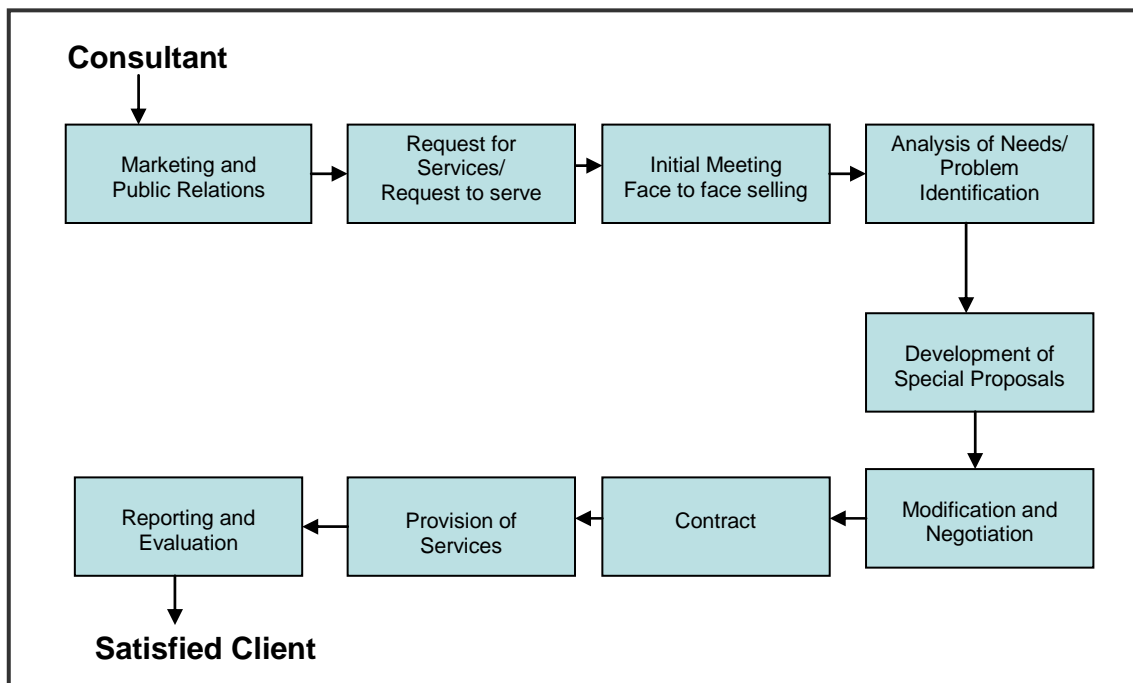 Consultant
Marketing and
Public Relations
Request for
Services/
Request to serve
Initial Meeting
Face to face selling
Analysis of Needs/
Problem
Identification
Development of
Special Proposals
Modification and
Negotiation
Contract
Provision of
Services
Reporting and
Evaluation
Satisfied Client